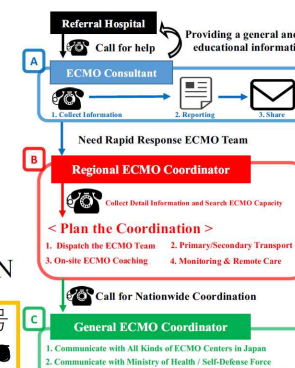 Referral Hospital
Call for help
Providing a general and
educational informati
A
ECMO Consultant
1. Collect Information
2. Reporting
3. Share
Need Rapid Response ECMO Team
B
Regional ECMO Coordinator
Collect Detail Information and Search ECMO Capacity
< Plan the Coordination >
1. Dispatch the ECMO Team
2. Primary/Secondary Transport
3. On-site ECMO Coaching
4. Monitoring & Remote Care
N
Call for Nationwide Coordination
C
General ECMO Coordinator
1. Communicate with All Kinds of ECMO Centers in Japan
2. Communicate with Ministry of Health / Self-Defense Force